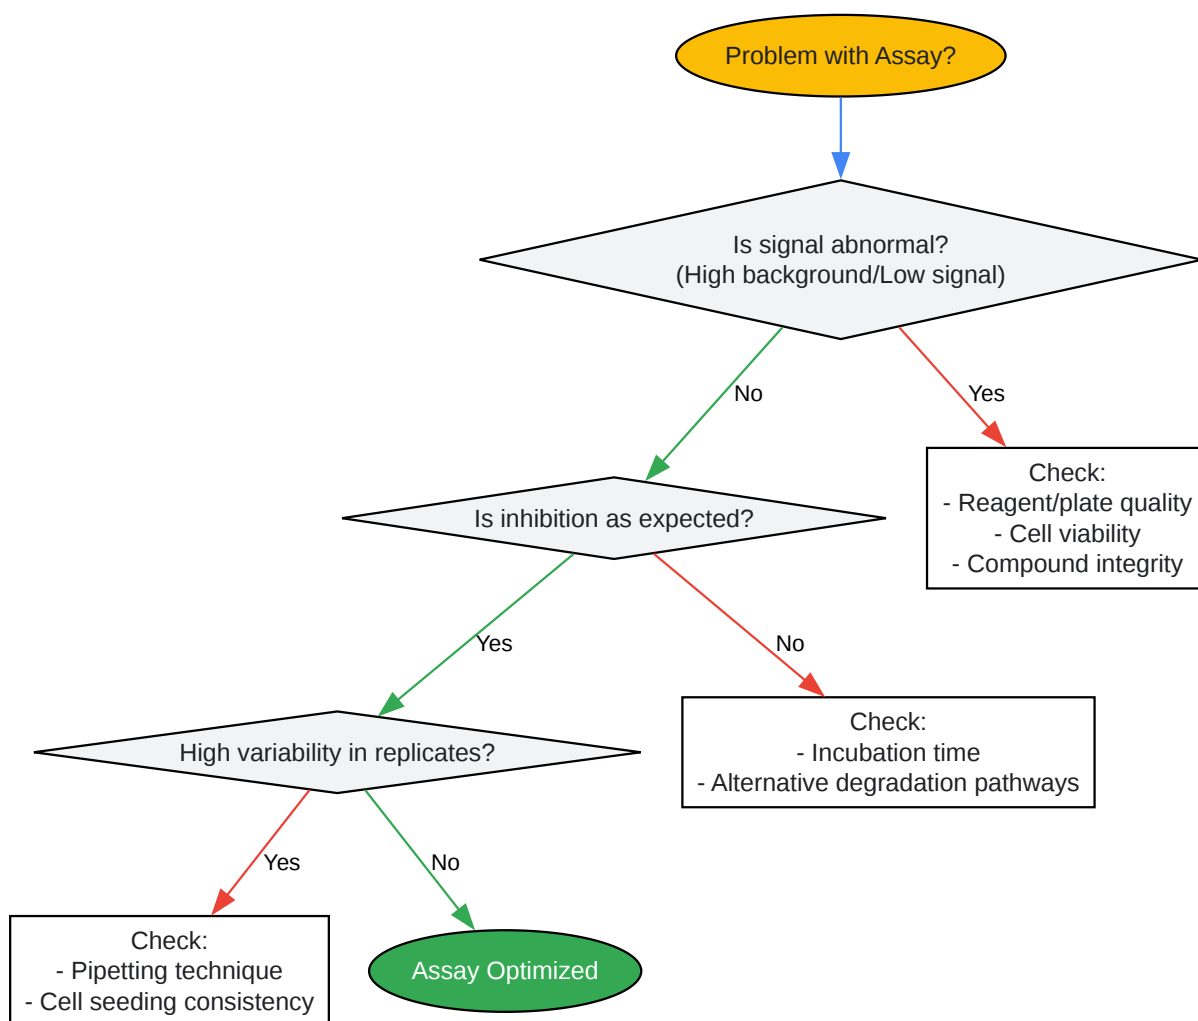 Problem with Assay?
Is signal abnormal?
(High background/Low signal)
No
Yes
Check:
- Reagent/plate quality
- Cell viability
- Compound integrity
Is inhibition as expected?
Yes
No
Check:
- Incubation time
- Alternative degradation pathways
High variability in replicates?
Yes
No
Check:
- Pipetting technique
- Cell seeding consistency
Assay Optimized